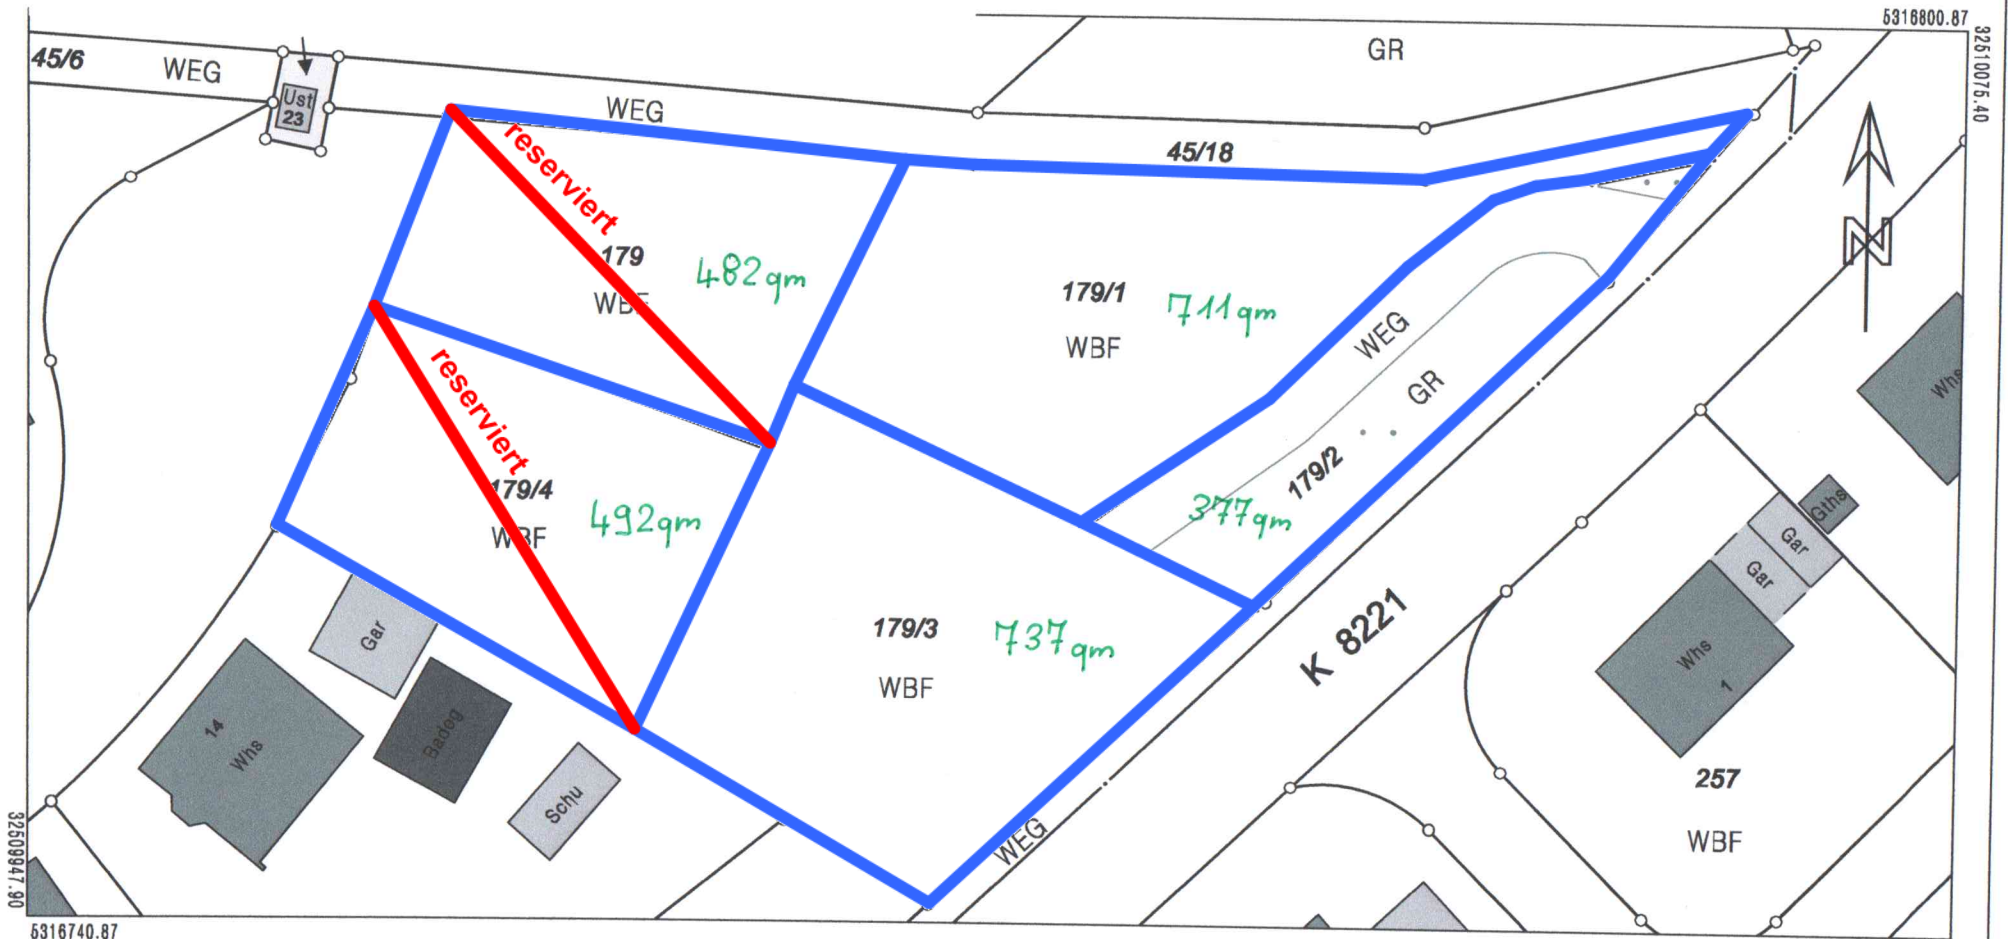 5316800.87
32510075.40
45/6
WEG
Ust
23
WEG
GR
45/18
reserviert
179
WBF
482qm
179/1
WBF
711qm
WEG
GR
179/2
377qm
reserviert
179/4
WBF
492qm
179/3
WBF
737qm
K 8221
N
Whs
Gths
Gar
Gar
Whs
1
257
WBF
Gar
14
Whs
Badeg
Schu
WEG
32509947.90
5316740.87